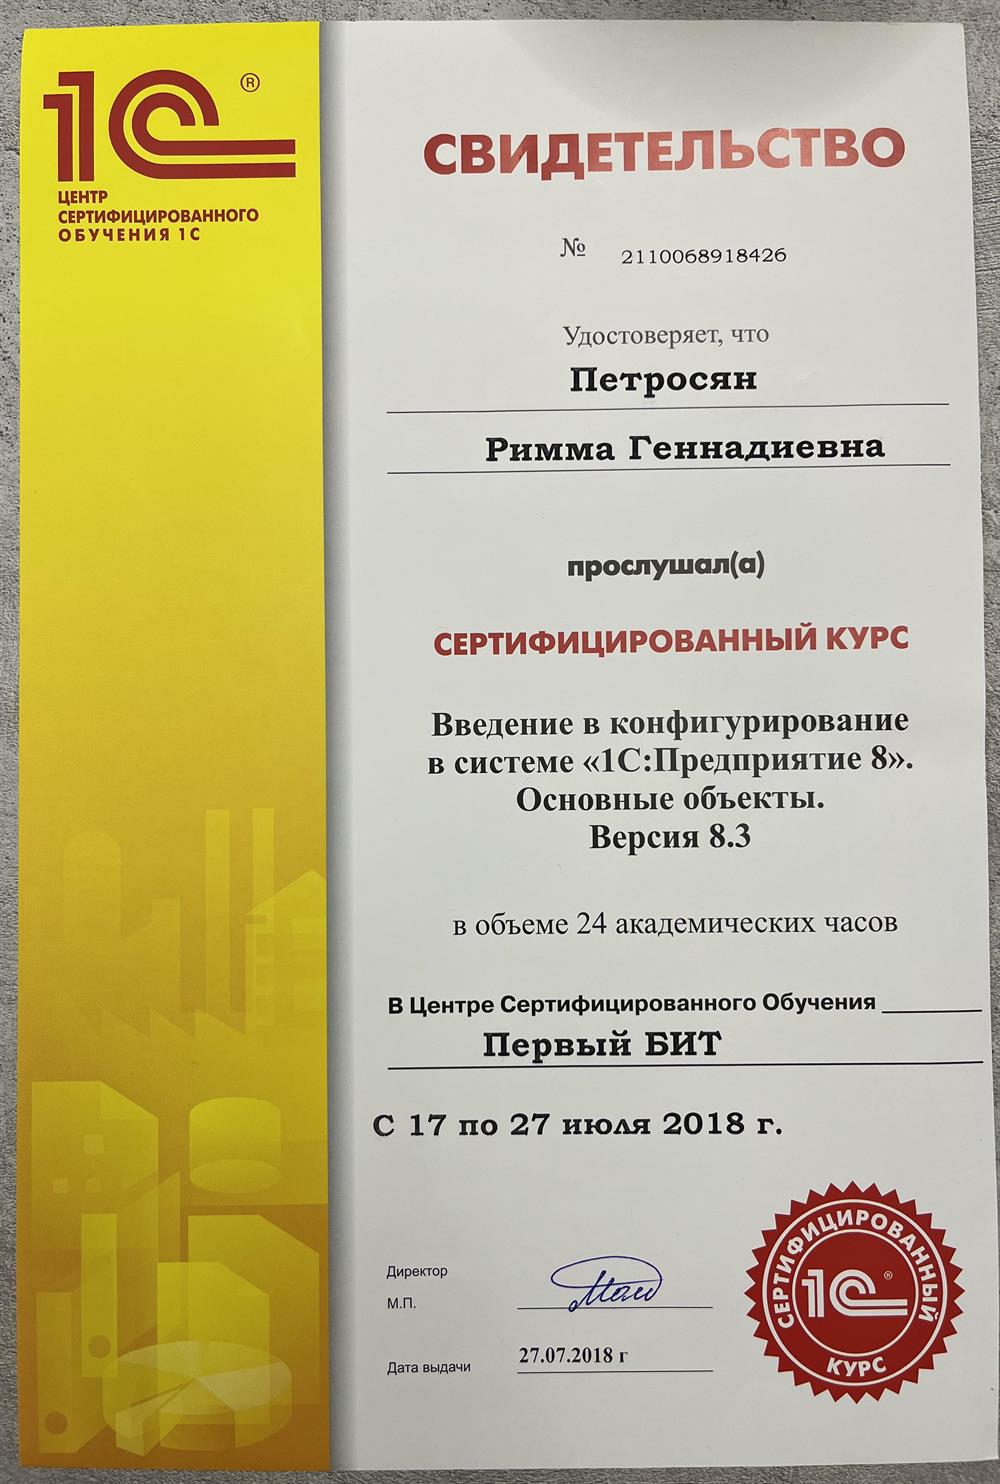 1С ®
ЦЕНТР
СЕРТИФИЦИРОВАННОГО
ОБУЧЕНИЯ 1С
СВИДЕТЕЛЬСТВО
№ 2110068918426
Удостоверяет, что
Петросян
Римма Геннадиевна
прослушал(а)
СЕРТИФИЦИРОВАННЫЙ КУРС
Введение в конфигурирование
в системе «1С:Предприятие 8».
Основные объекты.
Версия 8.3
в объеме 24 академических часов
В Центре Сертифицированного Обучения
Первый БИТ
С 17 по 27 июля 2018 г.
Директор
М.П.
Дата выдачи 27.07.2018 г
СЕРТИФИЦИРОВАННЫЙ
1С ®
КУРС